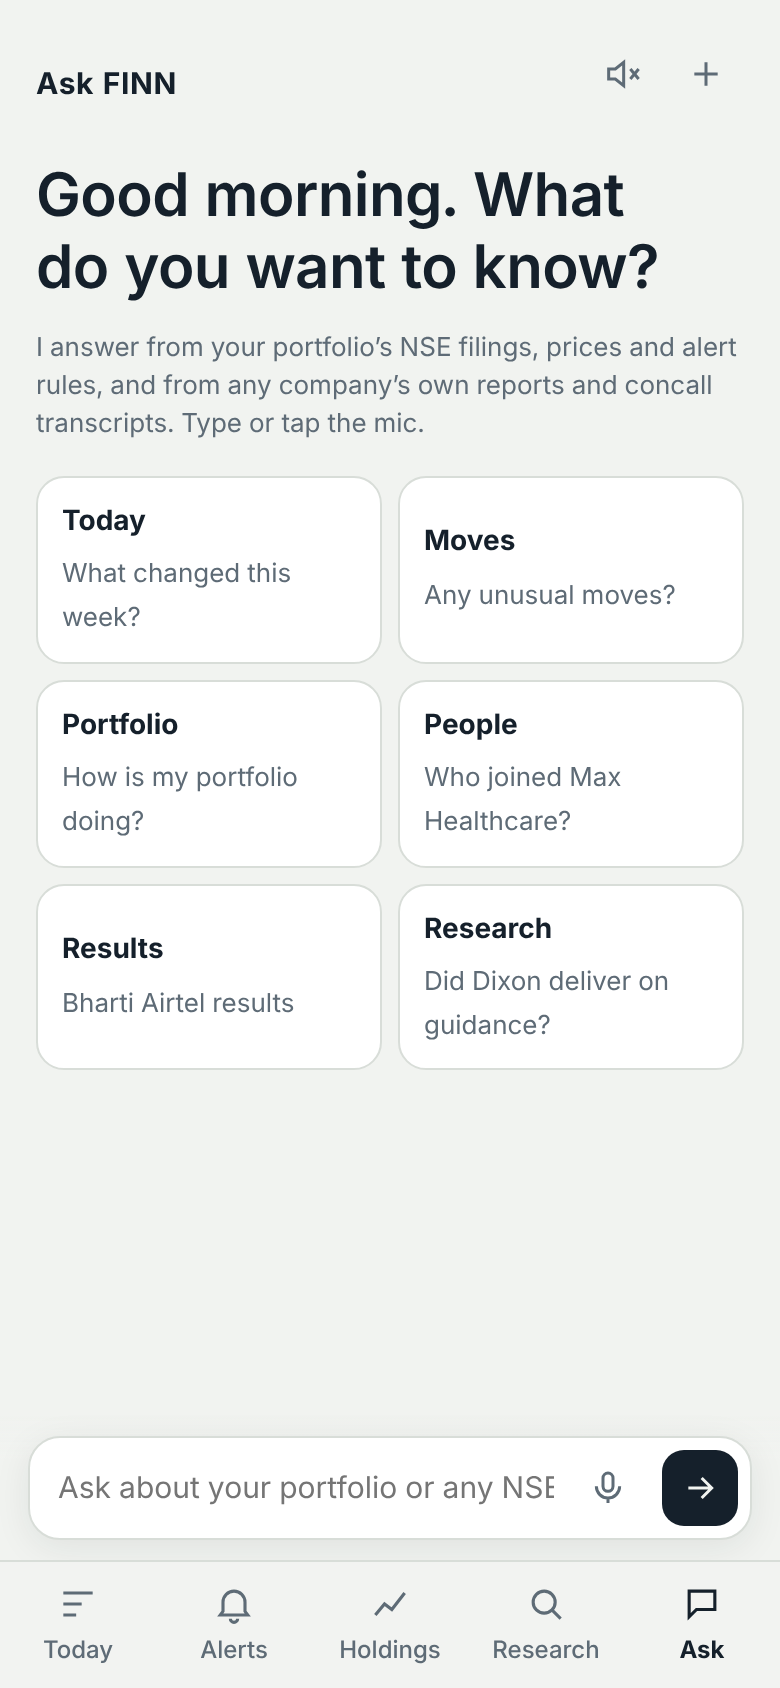 Ask FINN
Good morning. What
do you want to know?
I answer from your portfolio’s NSE filings, prices and alert
rules, and from any company’s own reports and concall
transcripts. Type or tap the mic.
Today
What changed this
week?
Moves
Any unusual moves?
Portfolio
How is my portfolio
doing?
People
Who joined Max
Healthcare?
Results
Bharti Airtel results
Research
Did Dixon deliver on
guidance?
Ask about your portfolio or any NSE
Today
Alerts
Holdings
Research
Ask